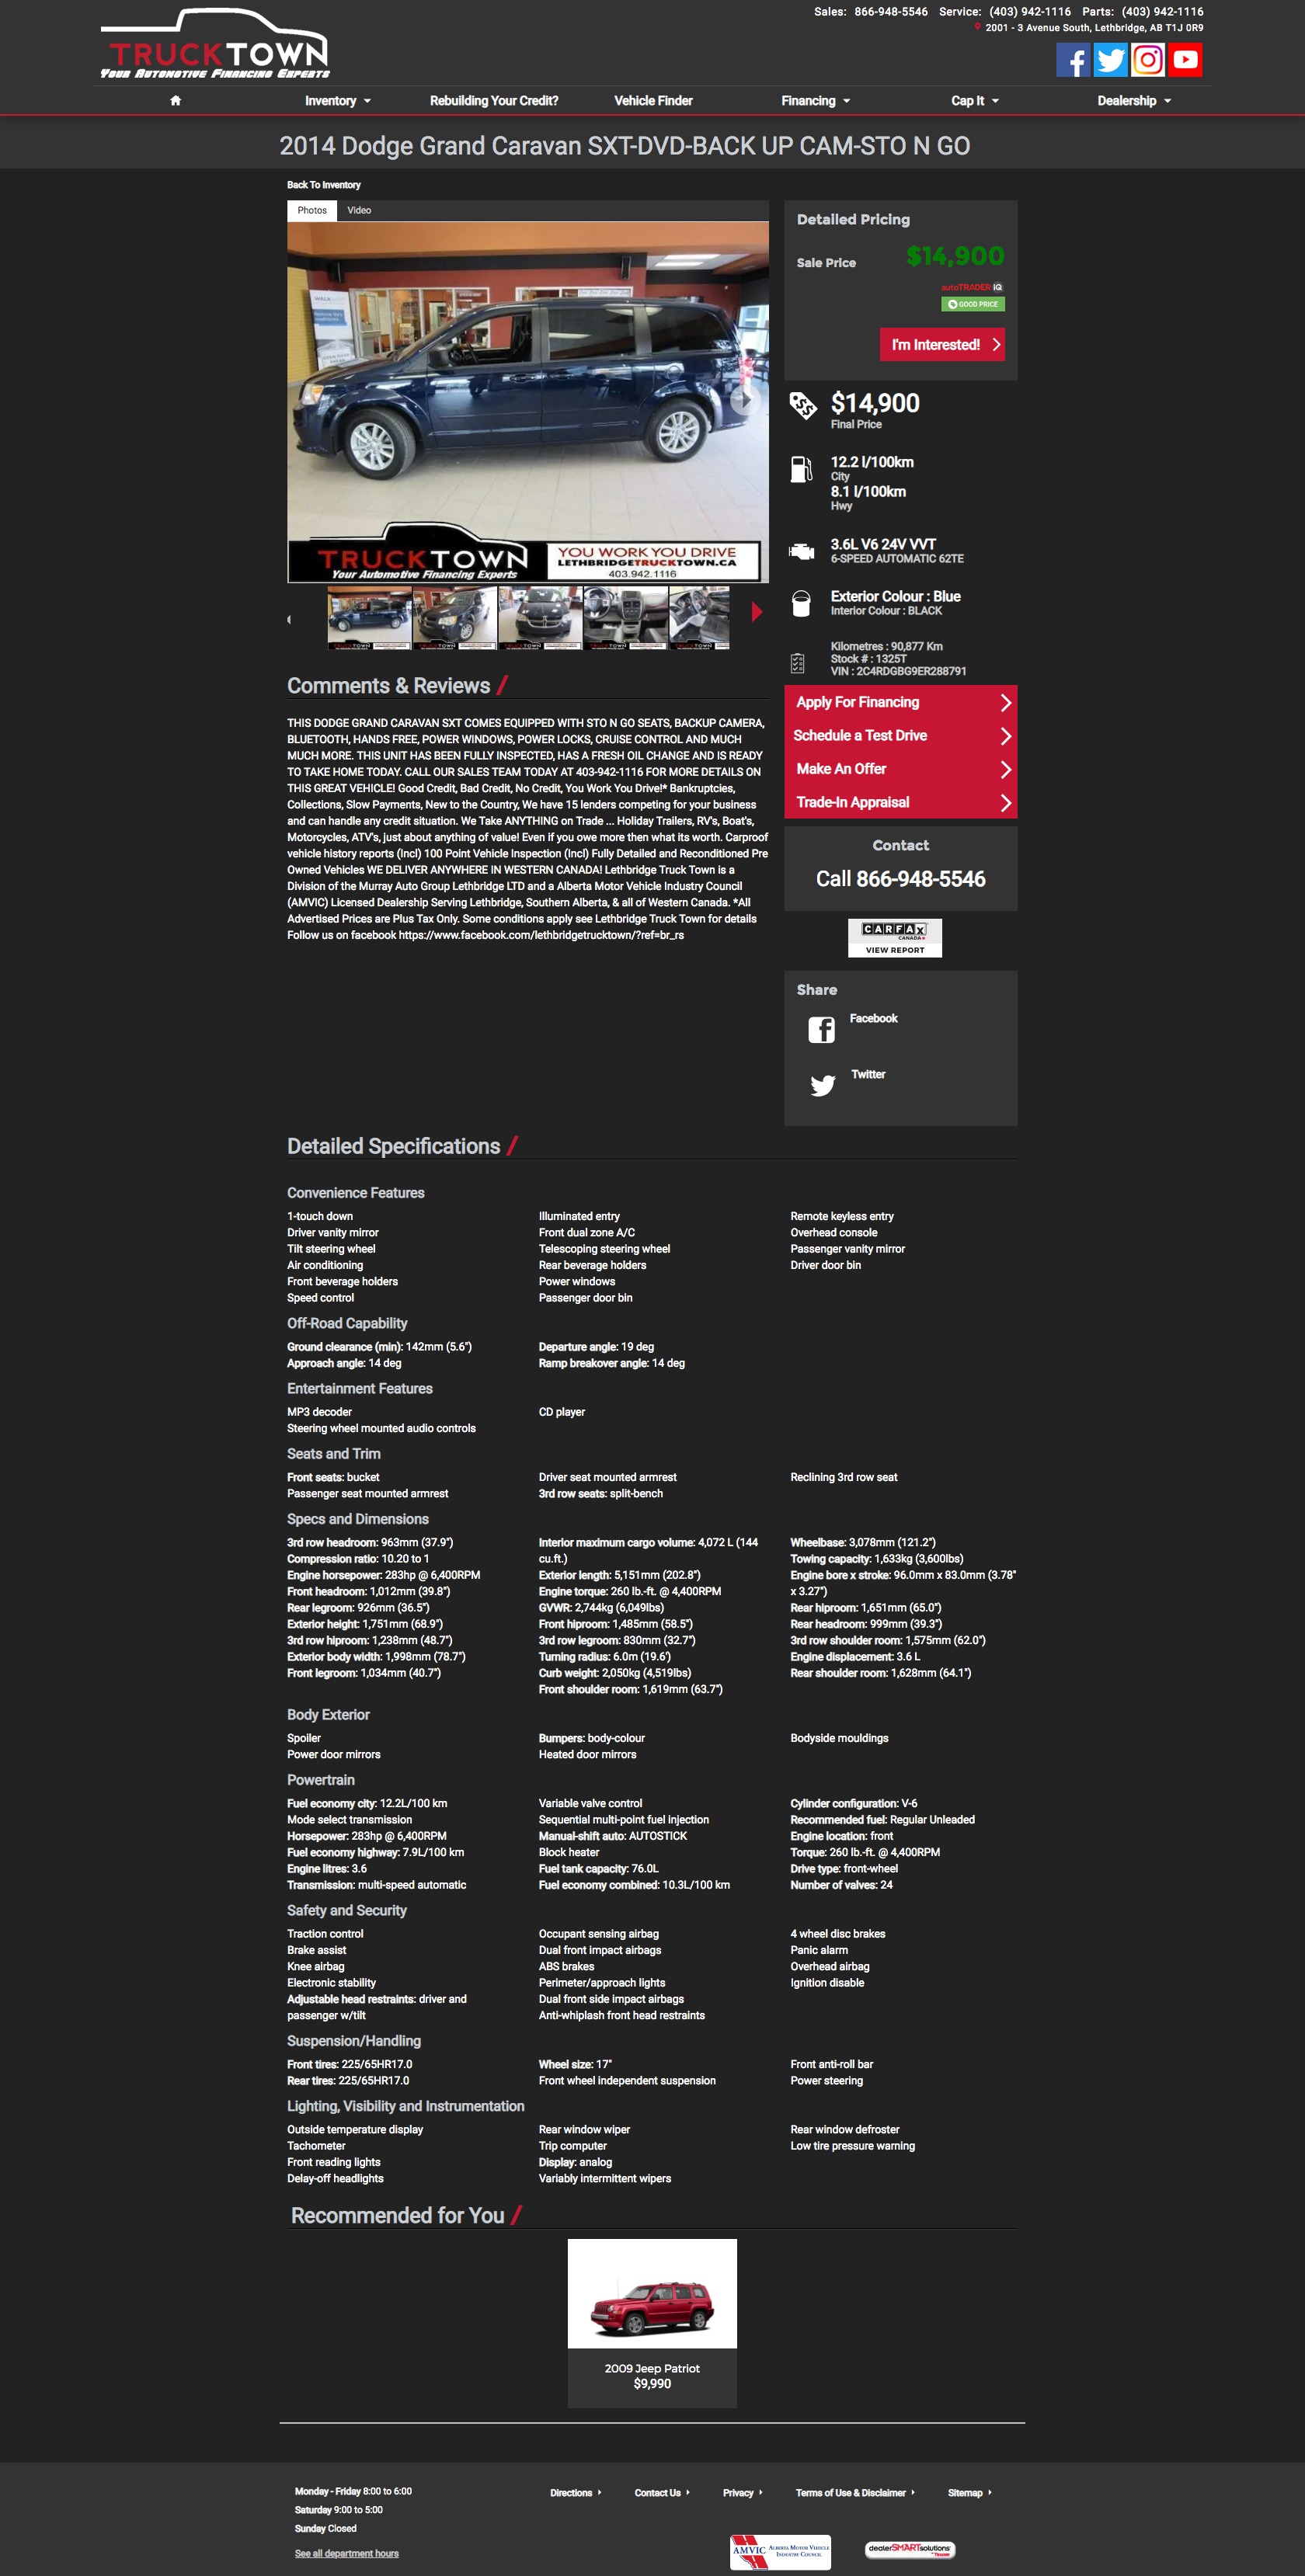 TRUCKTOWN
Your Automotive Financing Experts
Sales: 866-948-5546 Service: (403) 942-1116 Parts: (403) 942-1116
2001 - 3 Avenue South, Lethbridge, AB T1J 0R9
Inventory Rebuilding Your Credit? Vehicle Finder Financing Cap It Dealership
2014 Dodge Grand Caravan SXT-DVD-BACK UP CAM-STO N GO
Back To Inventory
Photos Video
TRUCKTOWN
Your Automotive Financing Experts
YOU WORK YOU DRIVE
LETHBRIDGETRUCKTOWN.CA
403.942.1116
Detailed Pricing
Sale Price $14,900
autoTRADER IQ
GOOD PRICE
I'm Interested!
$14,900
Final Price
12.2 l/100km
City
8.1 l/100km
Hwy
3.6L V6 24V VVT
6-SPEED AUTOMATIC 62TE
Exterior Colour : Blue
Interior Colour : BLACK
Kilometres : 90,877 Km
Stock # : 1325T
VIN : 2C4RDGBG9ER288791
Apply For Financing
Schedule a Test Drive
Make An Offer
Trade-In Appraisal
Contact
Call 866-948-5546
CARFAX
CANADA
VIEW REPORT
Share
Facebook
Twitter
Comments & Reviews
THIS DODGE GRAND CARAVAN SXT COMES EQUIPPED WITH STO N GO SEATS, BACKUP CAMERA,
BLUETOOTH, HANDS FREE, POWER WINDOWS, POWER LOCKS, CRUISE CONTROL AND MUCH
MUCH MORE. THIS UNIT HAS BEEN FULLY INSPECTED, HAS A FRESH OIL CHANGE AND IS READY
TO TAKE HOME TODAY. CALL OUR SALES TEAM TODAY AT 403-942-1116 FOR MORE DETAILS ON
THIS GREAT VEHICLE! Good Credit, Bad Credit, No Credit, You Work You Drive!* Bankruptcies,
Collections, Slow Payments, New to the Country, We have 15 lenders competing for your business
and can handle any credit situation. We Take ANYTHING on Trade ... Holiday Trailers, RV's, Boat's,
Motorcycles, ATV's, just about anything of value! Even if you owe more then what its worth. Carproof
vehicle history reports (Incl) 100 Point Vehicle Inspection (Incl) Fully Detailed and Reconditioned Pre
Owned Vehicles WE DELIVER ANYWHERE IN WESTERN CANADA! Lethbridge Truck Town is a
Division of the Murray Auto Group Lethbridge LTD and a Alberta Motor Vehicle Industry Council
(AMVIC) Licensed Dealership Serving Lethbridge, Southern Alberta, & all of Western Canada. *All
Advertised Prices are Plus Tax Only. Some conditions apply see Lethbridge Truck Town for details
Follow us on facebook https://www.facebook.com/lethbridgetrucktown/?ref=br_rs
Detailed Specifications
Convenience Features
1-touch down Illuminated entry Remote keyless entry
Driver vanity mirror Front dual zone A/C Overhead console
Tilt steering wheel Telescoping steering wheel Passenger vanity mirror
Air conditioning Rear beverage holders Driver door bin
Front beverage holders Power windows
Speed control Passenger door bin
Off-Road Capability
Ground clearance (min): 142mm (5.6") Departure angle: 19 deg
Approach angle: 14 deg Ramp breakover angle: 14 deg
Entertainment Features
MP3 decoder CD player
Steering wheel mounted audio controls
Seats and Trim
Front seats: bucket Driver seat mounted armrest Reclining 3rd row seat
Passenger seat mounted armrest 3rd row seats: split-bench
Specs and Dimensions
3rd row headroom: 963mm (37.9")
Compression ratio: 10.20 to 1
Engine horsepower: 283hp @ 6,400RPM
Front headroom: 1,012mm (39.8")
Rear legroom: 926mm (36.5")
Exterior height: 1,751mm (68.9")
3rd row hiproom: 1,238mm (48.7")
Exterior body width: 1,998mm (78.7")
Front legroom: 1,034mm (40.7")
Interior maximum cargo volume: 4,072 L (144
cu.ft.)
Exterior length: 5,151mm (202.8")
Engine torque: 260 lb.-ft. @ 4,400RPM
GVWR: 2,744kg (6,049lbs)
Front hiproom: 1,485mm (58.5")
3rd row legroom: 830mm (32.7")
Turning radius: 6.0m (19.6')
Curb weight: 2,050kg (4,519lbs)
Front shoulder room: 1,619mm (63.7")
Wheelbase: 3,078mm (121.2")
Towing capacity: 1,633kg (3,600lbs)
Engine bore x stroke: 96.0mm x 83.0mm (3.78"
x 3.27")
Rear hiproom: 1,651mm (65.0")
Rear headroom: 999mm (39.3")
3rd row shoulder room: 1,575mm (62.0")
Engine displacement: 3.6 L
Rear shoulder room: 1,628mm (64.1")
Body Exterior
Spoiler Bumpers: body-colour Bodyside mouldings
Power door mirrors Heated door mirrors
Powertrain
Fuel economy city: 12.2L/100 km Variable valve control Cylinder configuration: V-6
Mode select transmission Sequential multi-point fuel injection Recommended fuel: Regular Unleaded
Horsepower: 283hp @ 6,400RPM Manual-shift auto: AUTOSTICK Engine location: front
Fuel economy highway: 7.9L/100 km Block heater Torque: 260 lb.-ft. @ 4,400RPM
Engine litres: 3.6 Fuel tank capacity: 76.0L Drive type: front-wheel
Transmission: multi-speed automatic Fuel economy combined: 10.3L/100 km Number of valves: 24
Safety and Security
Traction control Occupant sensing airbag 4 wheel disc brakes
Brake assist Dual front impact airbags Panic alarm
Knee airbag ABS brakes Overhead airbag
Electronic stability Perimeter/approach lights Ignition disable
Adjustable head restraints: driver and Dual front side impact airbags
passenger w/tilt Anti-whiplash front head restraints
Suspension/Handling
Front tires: 225/65HR17.0 Wheel size: 17" Front anti-roll bar
Rear tires: 225/65HR17.0 Front wheel independent suspension Power steering
Lighting, Visibility and Instrumentation
Outside temperature display Rear window wiper Rear window defroster
Tachometer Trip computer Low tire pressure warning
Front reading lights Display: analog
Delay-off headlights Variably intermittent wipers
Recommended for You
2009 Jeep Patriot
$9,990
Monday - Friday 8:00 to 6:00
Saturday 9:00 to 5:00
Sunday Closed
See all department hours
Directions Contact Us Privacy Terms of Use & Disclaimer Sitemap
AMVIC ALBERTA MOTOR VEHICLE
INDUSTRY COUNCIL
dealerSMARTsolutions